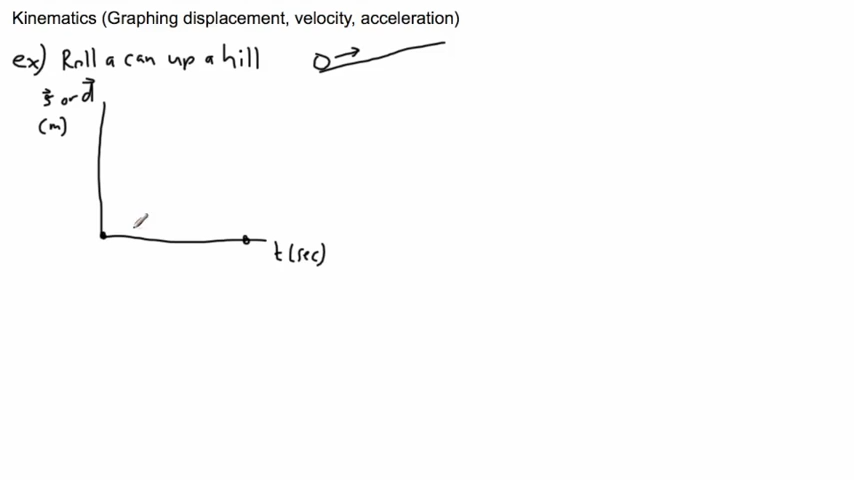 Kinematics (Graphing displacement, velocity, acceleration)
ex) Roll a can up a hill
s⃗ or d⃗
(m)
t(sec)